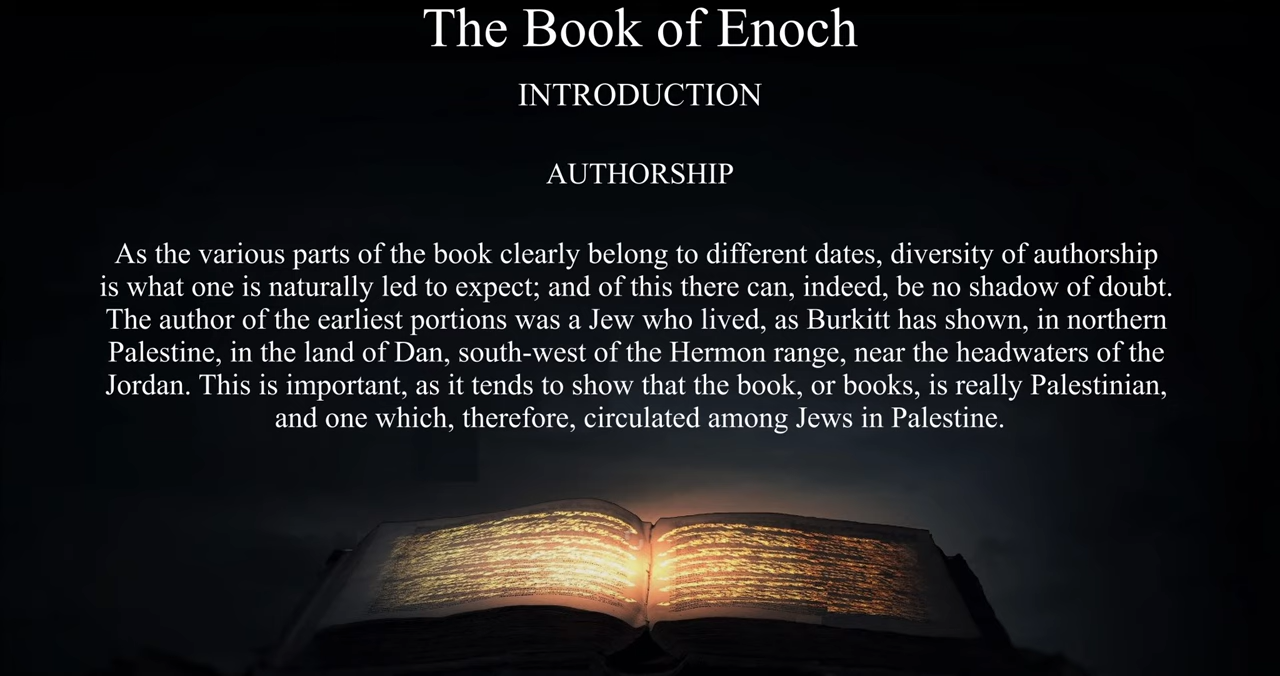 The Book of Enoch
INTRODUCTION
AUTHORSHIP
As the various parts of the book clearly belong to different dates, diversity of authorship
is what one is naturally led to expect; and of this there can, indeed, be no shadow of doubt.
The author of the earliest portions was a Jew who lived, as Burkitt has shown, in northern
Palestine, in the land of Dan, south-west of the Hermon range, near the headwaters of the
Jordan. This is important, as it tends to show that the book, or books, is really Palestinian,
and one which, therefore, circulated among Jews in Palestine.